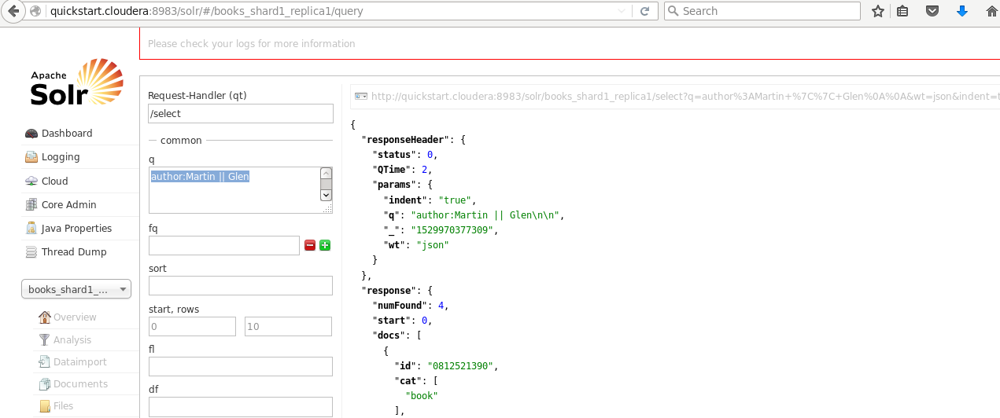 quickstart.cloudera:8983/solr/#/books_shard1_replica1/query
Search
Please check your logs for more information
Apache
Solr
Dashboard
Logging
Cloud
Core Admin
Java Properties
Thread Dump
books_shard1_...
Overview
Analysis
Dataimport
Documents
Files
Request-Handler (qt)
/select
common
q
author:Martin || Glen
fq
sort
start, rows
0 10
fl
df
http://quickstart.cloudera:8983/solr/books_shard1_replica1/select?q=author%3AMartin+%7C%7C+Glen%0A%0A&wt=json&indent=t
{
"responseHeader": {
"status": 0,
"QTime": 2,
"params": {
"indent": "true",
"q": "author:Martin || Glen\n\n",
"_": "1529970377309",
"wt": "json"
}
},
"response": {
"numFound": 4,
"start": 0,
"docs": [
{
"id": "0812521390",
"cat": [
"book"
],